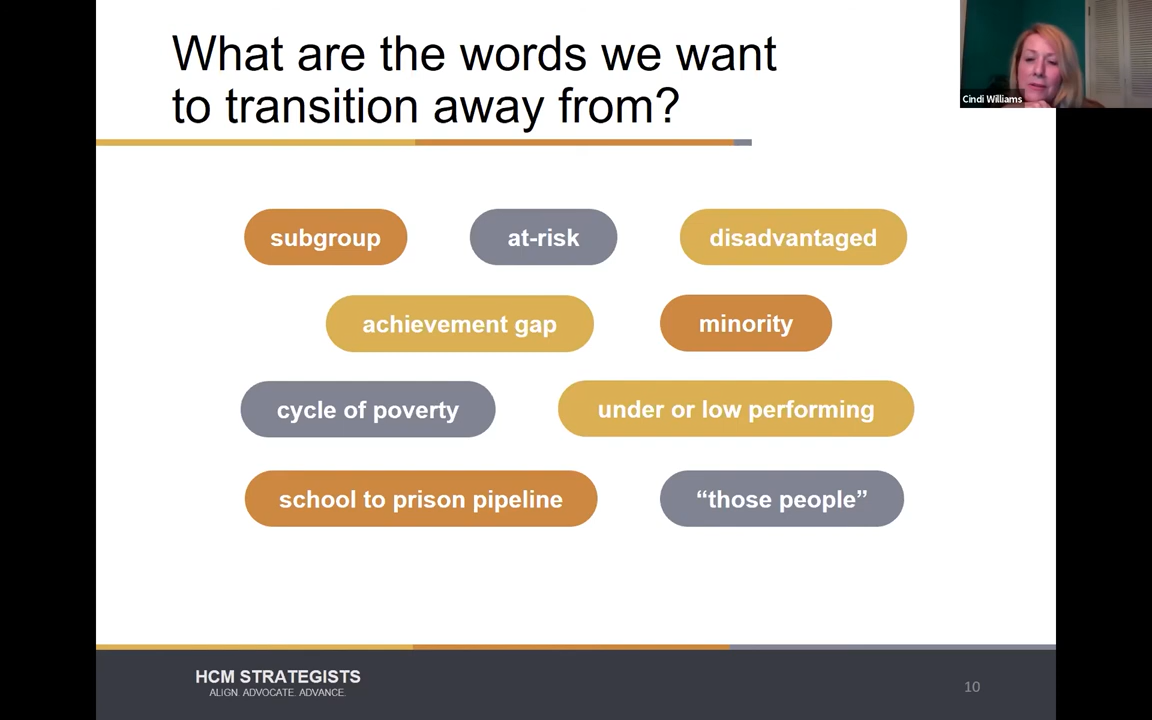 What are the words we want
to transition away from?
Cindi Williams
subgroup
at-risk
disadvantaged
achievement gap
minority
cycle of poverty
under or low performing
school to prison pipeline
“those people”
HCM STRATEGISTS
ALIGN. ADVOCATE. ADVANCE.
10